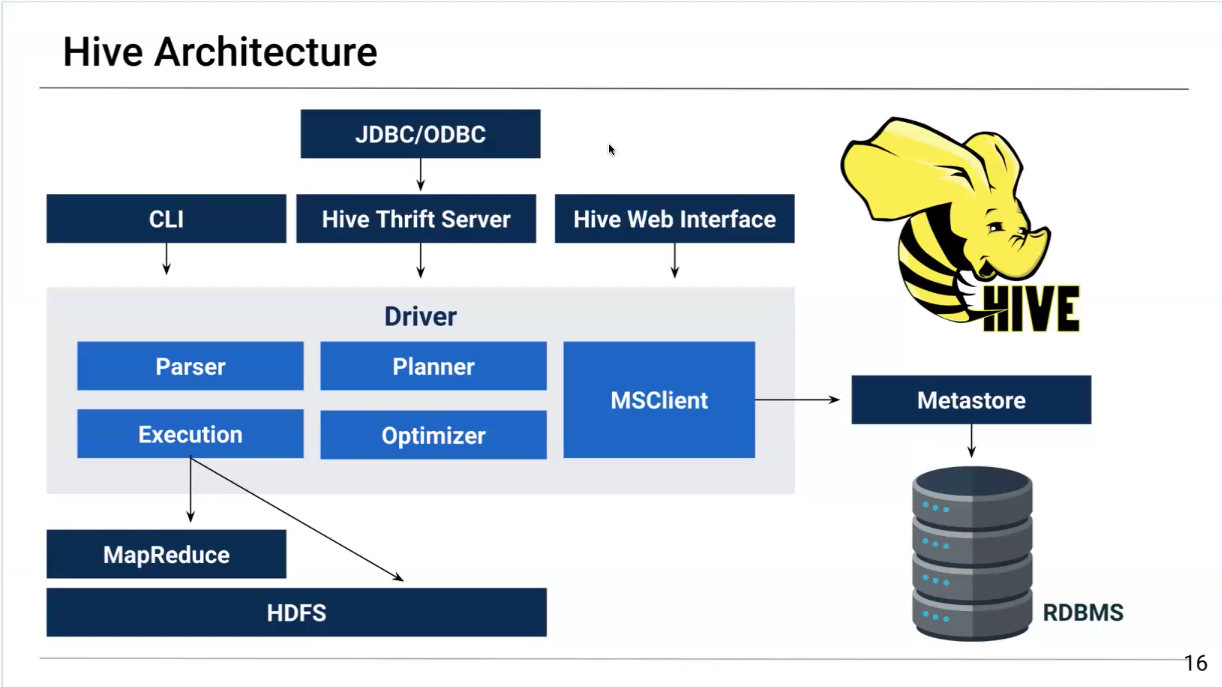 Hive Architecture
JDBC/ODBC
CLI
Hive Thrift Server
Hive Web Interface
HIVE
Driver
Parser
Planner
MSClient
Metastore
Execution
Optimizer
MapReduce
HDFS
RDBMS
16